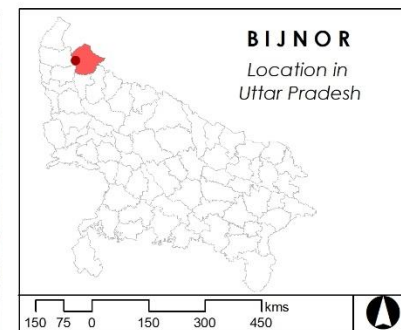 BIJNOR
Location in
Uttar Pradesh
kms
150 75 0 150 300 450